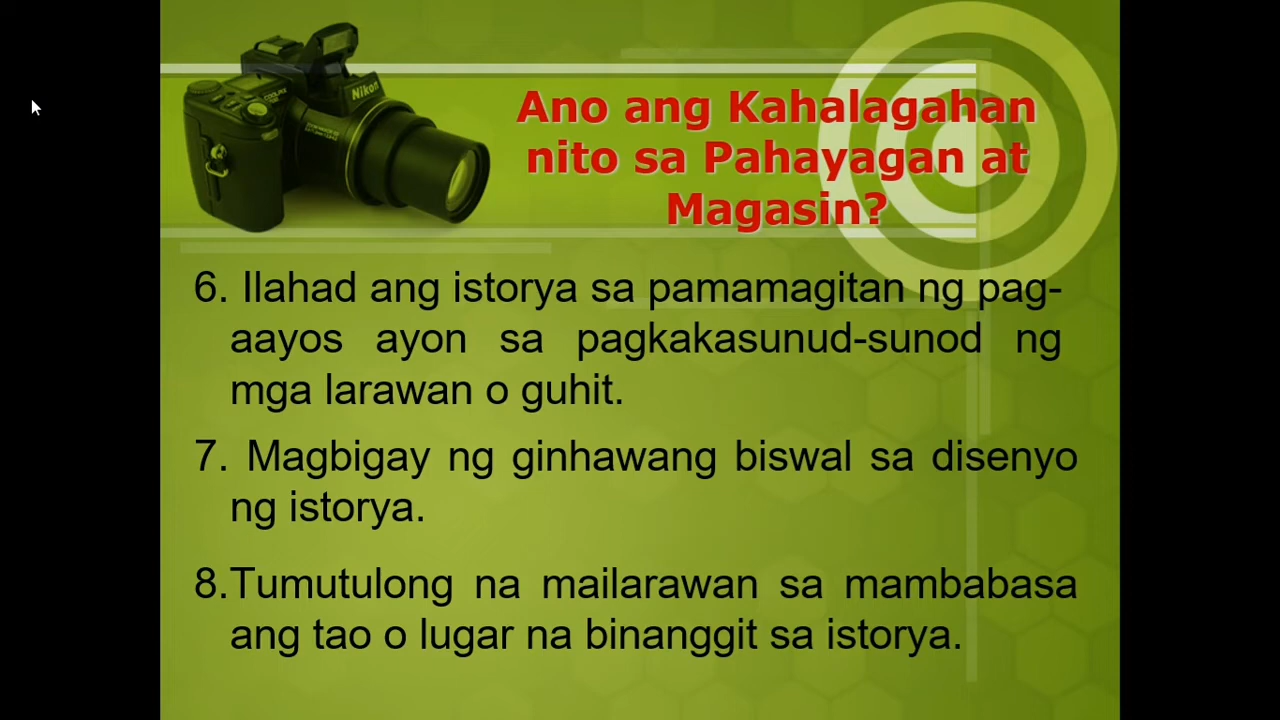 Nikon
COOLPIX
Ano ang Kahalagahan
nito sa Pahayagan at
Magasin?
6. Ilahad ang istorya sa pamamagitan ng pag-
aayos ayon sa pagkakasunud-sunod ng
mga larawan o guhit.
7. Magbigay ng ginhawang biswal sa disenyo
ng istorya.
8.Tumutulong na mailarawan sa mambabasa
ang tao o lugar na binanggit sa istorya.